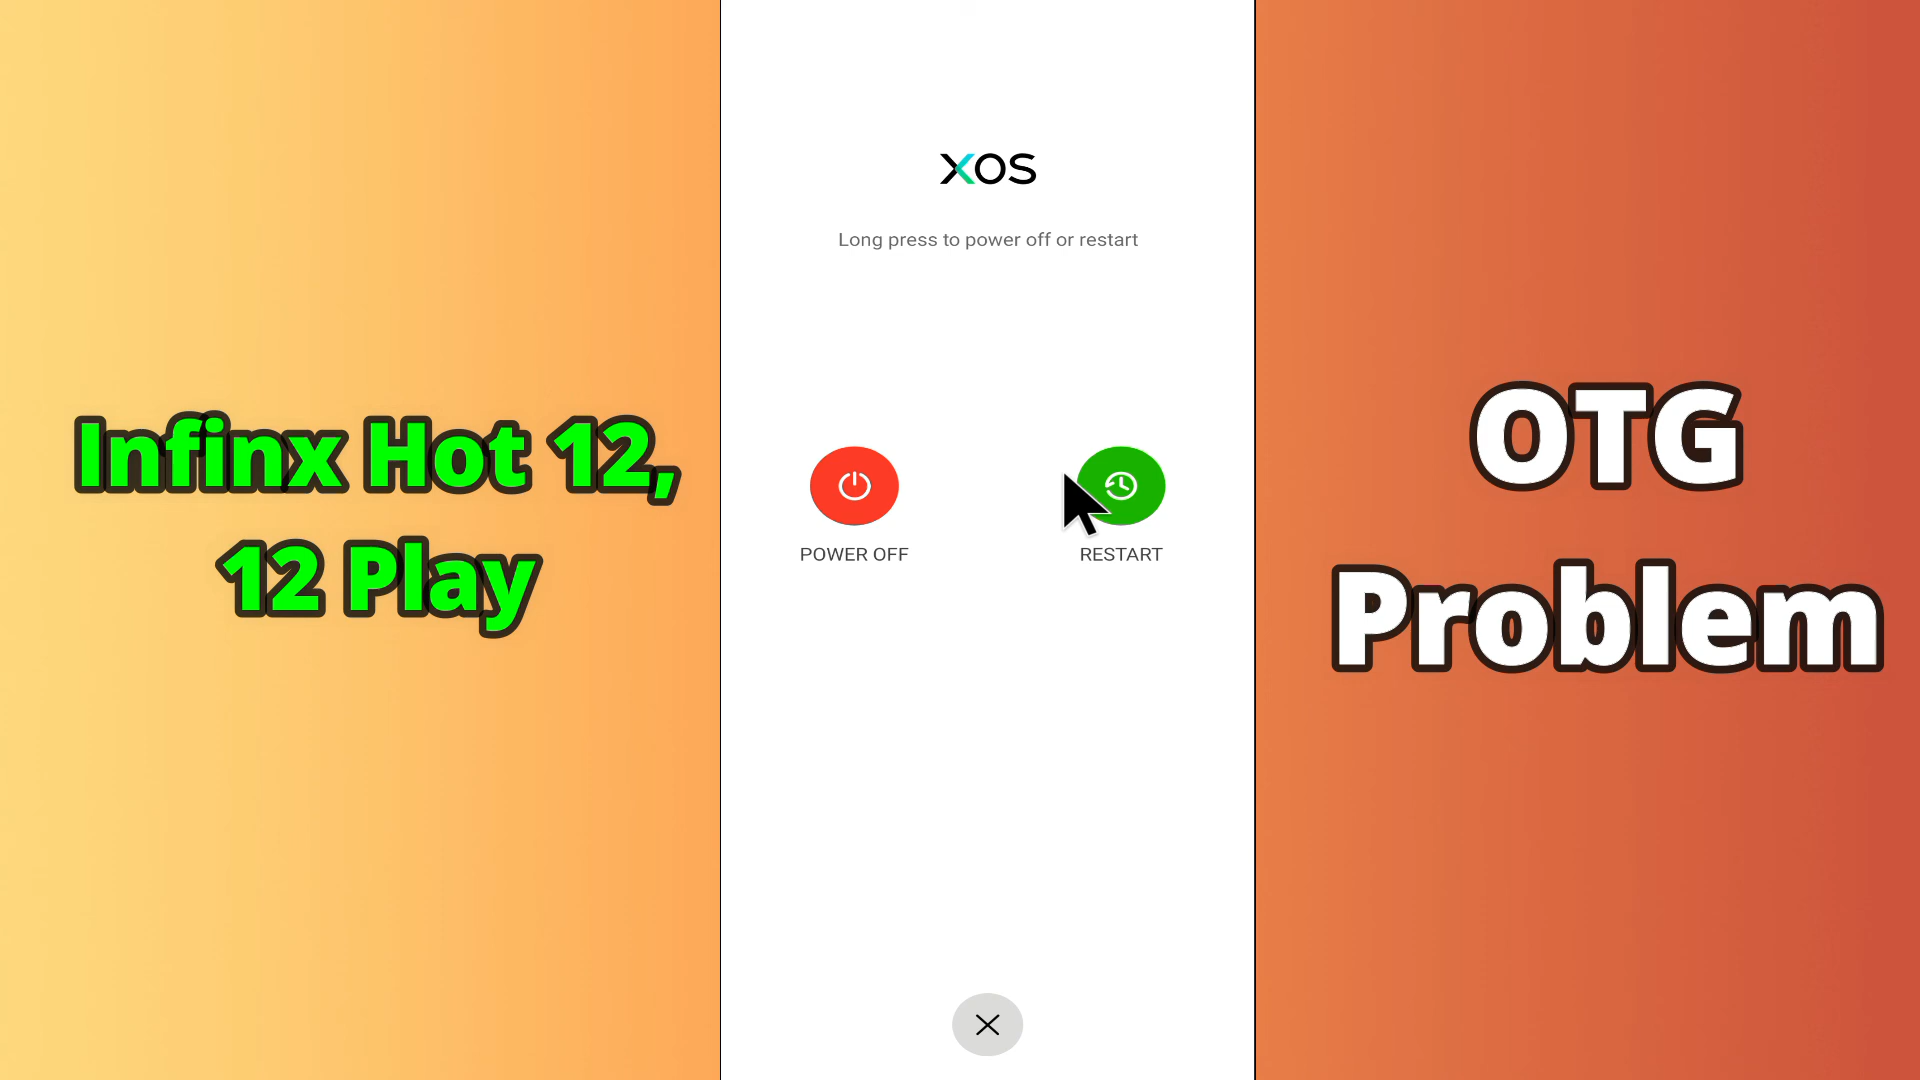 Infinx Hot 12,
12 Play
XOS
Long press to power off or restart
POWER OFF
RESTART
OTG
Problem